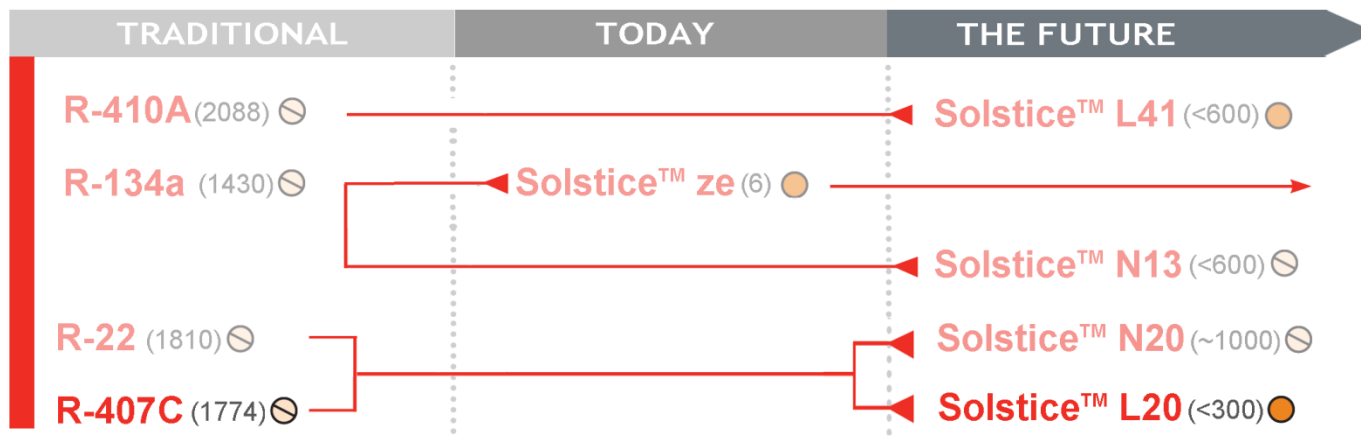 TRADITIONAL TODAY THE FUTURE
R-410A (2088) Solstice™ L41 (<600)
R-134a (1430) Solstice™ ze (6)
Solstice™ N13 (<600)
R-22 (1810) Solstice™ N20 (~1000)
R-407C (1774) Solstice™ L20 (<300)